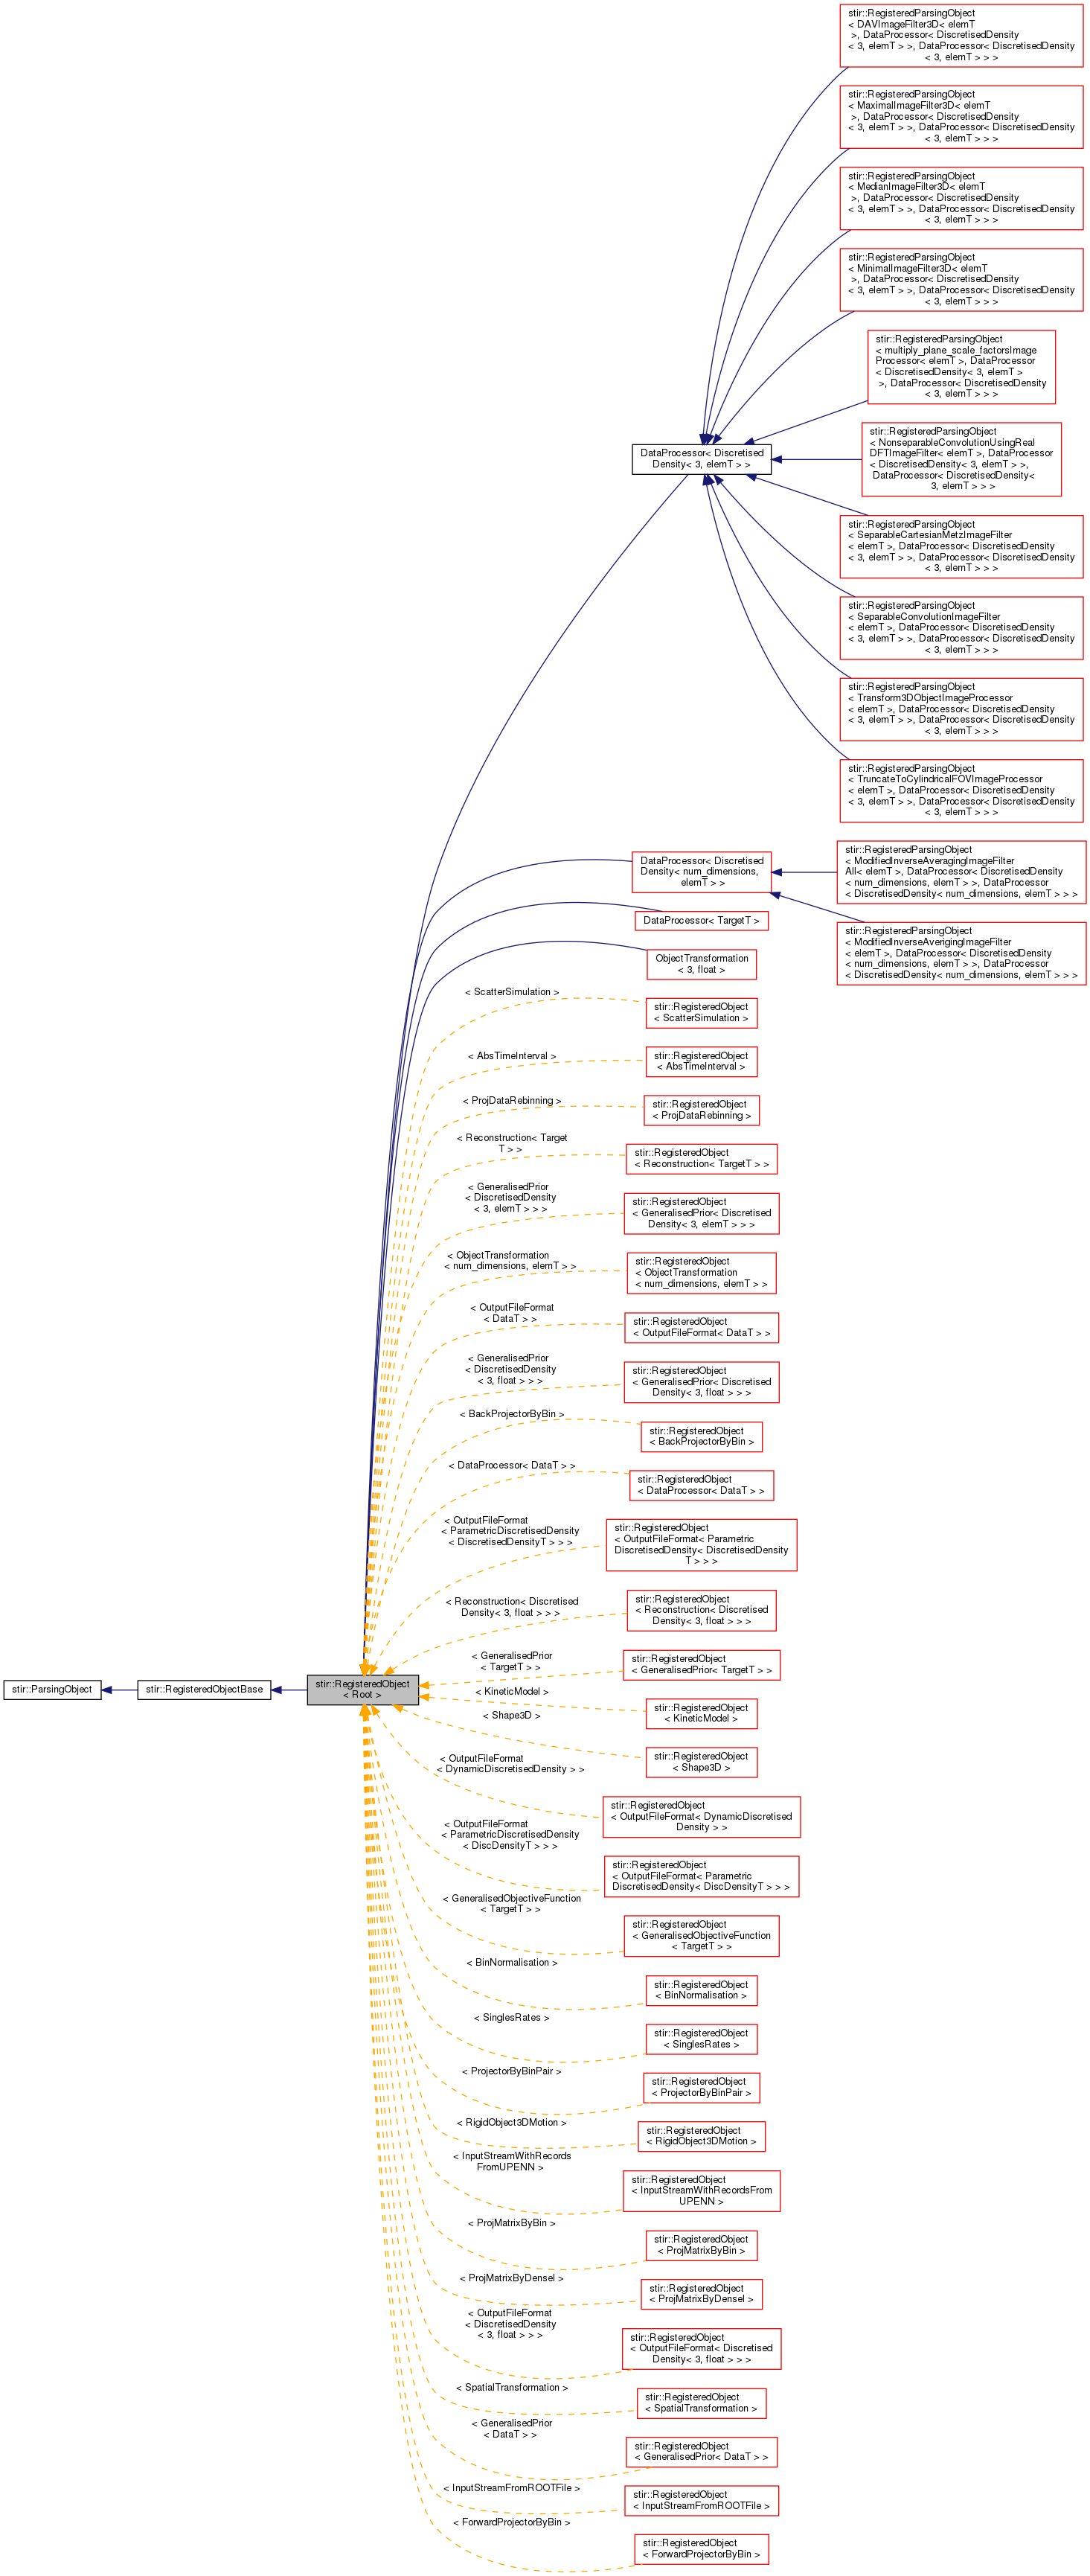 stir::RegisteredParsingObject
< DAVImageFilter3D< elemT
>, DataProcessor< DiscretisedDensity
< 3, elemT > >, DataProcessor< DiscretisedDensity
< 3, elemT > > >
stir::RegisteredParsingObject
< MaximalImageFilter3D< elemT
>, DataProcessor< DiscretisedDensity
< 3, elemT > >, DataProcessor< DiscretisedDensity
< 3, elemT > > >
stir::RegisteredParsingObject
< MedianImageFilter3D< elemT
>, DataProcessor< DiscretisedDensity
< 3, elemT > >, DataProcessor< DiscretisedDensity
< 3, elemT > > >
stir::RegisteredParsingObject
< MinimalImageFilter3D< elemT
>, DataProcessor< DiscretisedDensity
< 3, elemT > >, DataProcessor< DiscretisedDensity
< 3, elemT > > >
stir::RegisteredParsingObject
< multiply_plane_scale_factorsImage
Processor< elemT >, DataProcessor
< DiscretisedDensity< 3, elemT >
>, DataProcessor< DiscretisedDensity
< 3, elemT > > >
DataProcessor< Discretised
Density< 3, elemT > >
stir::RegisteredParsingObject
< NonseparableConvolutionUsingReal
DFTImageFilter< elemT >, DataProcessor
< DiscretisedDensity< 3, elemT > >,
DataProcessor< DiscretisedDensity<
3, elemT > > >
stir::RegisteredParsingObject
< SeparableCartesianMetzImageFilter
< elemT >, DataProcessor< DiscretisedDensity
< 3, elemT > >, DataProcessor< DiscretisedDensity
< 3, elemT > > >
stir::RegisteredParsingObject
< SeparableConvolutionImageFilter
< elemT >, DataProcessor< DiscretisedDensity
< 3, elemT > >, DataProcessor< DiscretisedDensity
< 3, elemT > > >
stir::RegisteredParsingObject
< Transform3DObjectImageProcessor
< elemT >, DataProcessor< DiscretisedDensity
< 3, elemT > >, DataProcessor< DiscretisedDensity
< 3, elemT > > >
stir::RegisteredParsingObject
< TruncateToCylindricalFOVImageProcessor
< elemT >, DataProcessor< DiscretisedDensity
< 3, elemT > >, DataProcessor< DiscretisedDensity
< 3, elemT > > >
DataProcessor< Discretised
Density< num_dimensions,
elemT > >
stir::RegisteredParsingObject
< ModifiedInverseAveragingImageFilter
All< elemT >, DataProcessor< DiscretisedDensity
< num_dimensions, elemT > >, DataProcessor
< DiscretisedDensity< num_dimensions, elemT > > >
DataProcessor< TargetT >
stir::RegisteredParsingObject
< ModifiedInverseAverigingImageFilter
< elemT >, DataProcessor< DiscretisedDensity
< num_dimensions, elemT > >, DataProcessor
< DiscretisedDensity< num_dimensions, elemT > > >
ObjectTransformation
< 3, float >
< ScatterSimulation >
stir::RegisteredObject
< ScatterSimulation >
< AbsTimeInterval >
stir::RegisteredObject
< AbsTimeInterval >
< ProjDataRebinning >
stir::RegisteredObject
< ProjDataRebinning >
< Reconstruction< Target
T > >
stir::RegisteredObject
< Reconstruction< TargetT > >
< GeneralisedPrior
< DiscretisedDensity
< 3, elemT > > >
stir::RegisteredObject
< GeneralisedPrior< Discretised
Density< 3, elemT > > >
< ObjectTransformation
< num_dimensions, elemT > >
stir::RegisteredObject
< ObjectTransformation
< num_dimensions, elemT > >
< OutputFileFormat
< DataT > >
stir::RegisteredObject
< OutputFileFormat< DataT > >
< GeneralisedPrior
< DiscretisedDensity
< 3, float > > >
stir::RegisteredObject
< GeneralisedPrior< Discretised
Density< 3, float > > >
< BackProjectorByBin >
stir::RegisteredObject
< BackProjectorByBin >
< DataProcessor< DataT > >
stir::RegisteredObject
< DataProcessor< DataT > >
< OutputFileFormat
< ParametricDiscretisedDensity
< DiscretisedDensityT > > >
stir::RegisteredObject
< OutputFileFormat< Parametric
DiscretisedDensity< DiscretisedDensity
T > > >
< Reconstruction< Discretised
Density< 3, float > > >
stir::RegisteredObject
< Reconstruction< Discretised
Density< 3, float > > >
< GeneralisedPrior
< TargetT > >
stir::RegisteredObject
< GeneralisedPrior< TargetT > >
stir::ParsingObject
stir::RegisteredObjectBase
stir::RegisteredObject
< Root >
< KineticModel >
stir::RegisteredObject
< KineticModel >
< Shape3D >
stir::RegisteredObject
< Shape3D >
< OutputFileFormat
< DynamicDiscretisedDensity > >
stir::RegisteredObject
< OutputFileFormat< DynamicDiscretised
Density > >
< OutputFileFormat
< ParametricDiscretisedDensity
< DiscDensityT > > >
stir::RegisteredObject
< OutputFileFormat< Parametric
DiscretisedDensity< DiscDensityT > > >
< GeneralisedObjectiveFunction
< TargetT > >
stir::RegisteredObject
< GeneralisedObjectiveFunction
< TargetT > >
< BinNormalisation >
stir::RegisteredObject
< BinNormalisation >
< SinglesRates >
stir::RegisteredObject
< SinglesRates >
< ProjectorByBinPair >
stir::RegisteredObject
< ProjectorByBinPair >
< RigidObject3DMotion >
stir::RegisteredObject
< RigidObject3DMotion >
< InputStreamWithRecords
FromUPENN >
stir::RegisteredObject
< InputStreamWithRecordsFrom
UPENN >
< ProjMatrixByBin >
stir::RegisteredObject
< ProjMatrixByBin >
< ProjMatrixByDensel >
stir::RegisteredObject
< ProjMatrixByDensel >
< OutputFileFormat
< DiscretisedDensity
< 3, float > > >
stir::RegisteredObject
< OutputFileFormat< Discretised
Density< 3, float > > >
< SpatialTransformation >
stir::RegisteredObject
< SpatialTransformation >
< GeneralisedPrior
< DataT > >
stir::RegisteredObject
< GeneralisedPrior< DataT > >
< InputStreamFromROOTFile >
stir::RegisteredObject
< InputStreamFromROOTFile >
< ForwardProjectorByBin >
stir::RegisteredObject
< ForwardProjectorByBin >